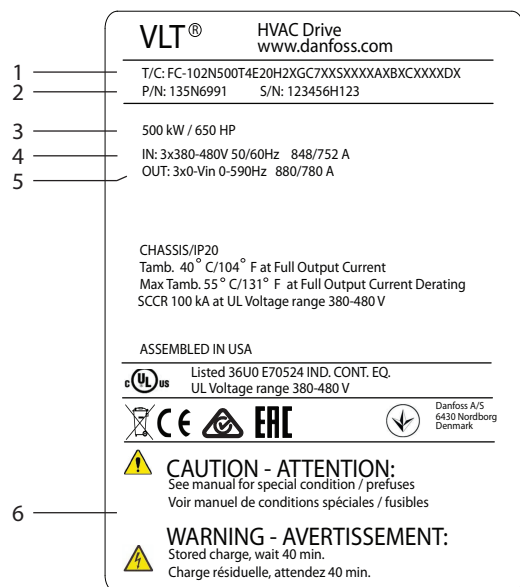 VLT® HVAC Drive
www.danfoss.com
1 T/C: FC-102N500T4E20H2XGC7XXSXXXXAXBXCXXXXDX
2 P/N: 135N6991 S/N: 123456H123
3 500 kW / 650 HP
4 IN: 3x380-480V 50/60Hz 848/752 A
5 OUT: 3x0-Vin 0-590Hz 880/780 A
CHASSIS/IP20
Tamb. 40° C/104° F at Full Output Current
Max Tamb. 55° C/131° F at Full Output Current Derating
SCCR 100 kA at UL Voltage range 380-480 V
ASSEMBLED IN USA
c UL us Listed 36U0 E70524 IND. CONT. EQ.
UL Voltage range 380-480 V
CE EAC
Danfoss A/S
6430 Nordborg
Denmark
CAUTION - ATTENTION:
See manual for special condition / prefuses
Voir manuel de conditions spéciales / fusibles
6
WARNING - AVERTISSEMENT:
Stored charge, wait 40 min.
Charge résiduelle, attendez 40 min.